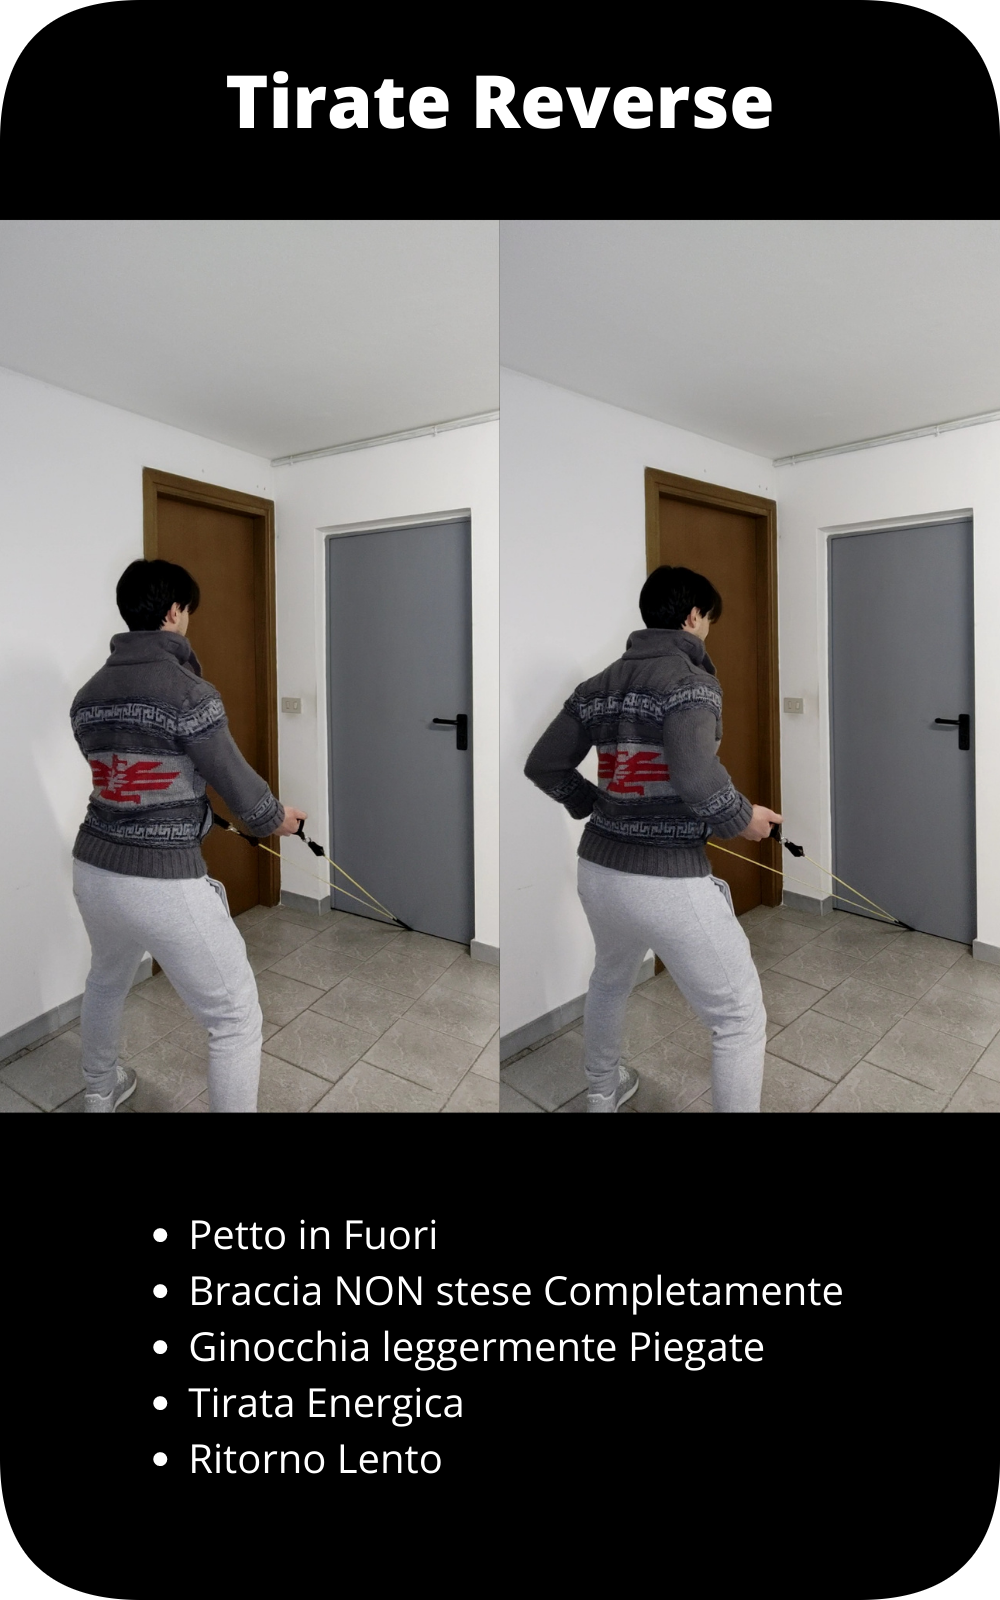 Tirate Reverse
• Petto in Fuori
• Braccia NON stese Completamente
• Ginocchia leggermente Piegate
• Tirata Energica
• Ritorno Lento